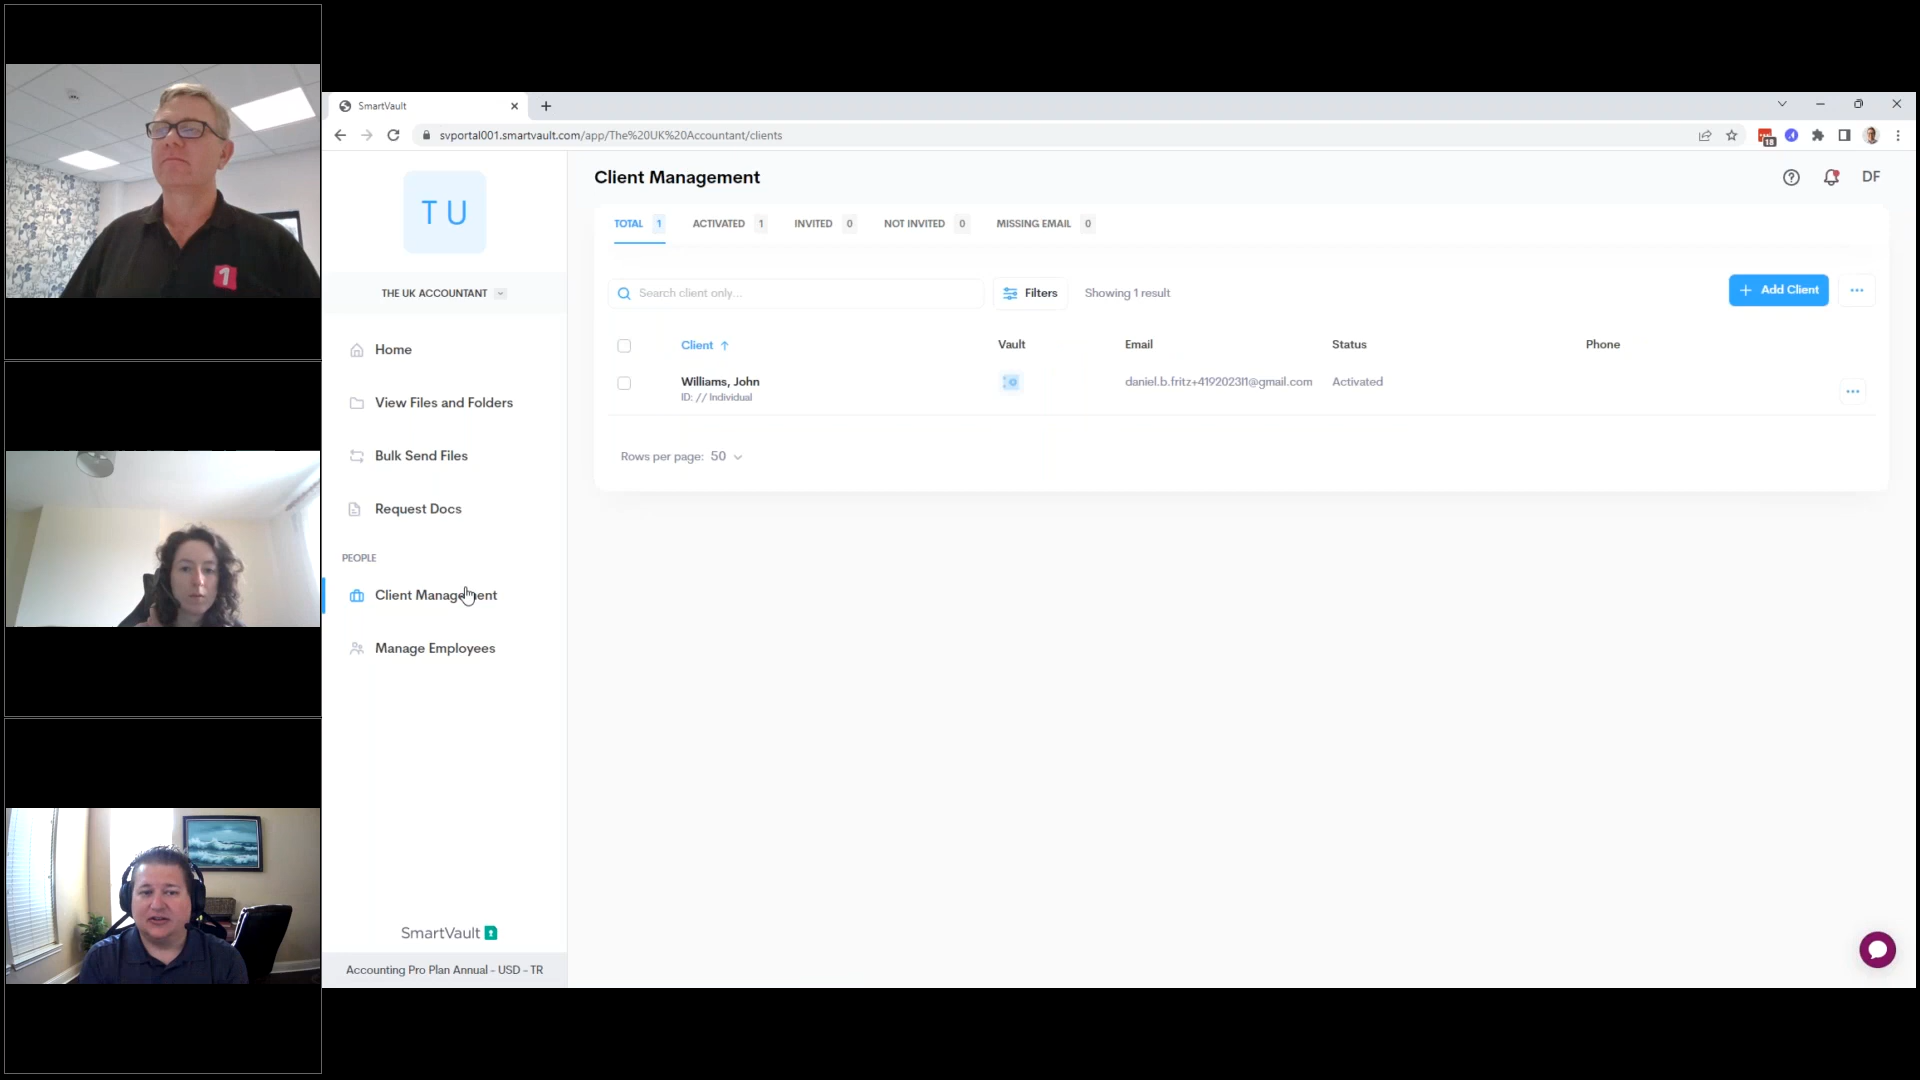 1
SmartVault
svportal001.smartvault.com/app/The%20UK%20Accountant/clients
18
T U
THE UK ACCOUNTANT
Home
View Files and Folders
Bulk Send Files
Request Docs
PEOPLE
Client Management
Manage Employees
SmartVault
Accounting Pro Plan Annual - USD - TR
Client Management
DF
TOTAL 1 ACTIVATED 1 INVITED 0 NOT INVITED 0 MISSING EMAIL 0
Search client only...
Filters
Showing 1 result
+ Add Client
Client Vault Email Status Phone
Williams, John daniel.b.fritz+41920231@gmail.com Activated
ID: // Individual
Rows per page: 50